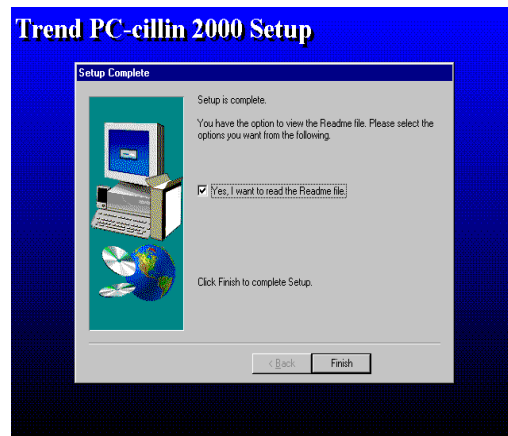 Trend PC-cillin 2000 Setup
Setup Complete
Setup is complete.
You have the option to view the Readme file. Please select the
options you want from the following.
Yes, I want to read the Readme file.
Click Finish to complete Setup.
< Back
Finish